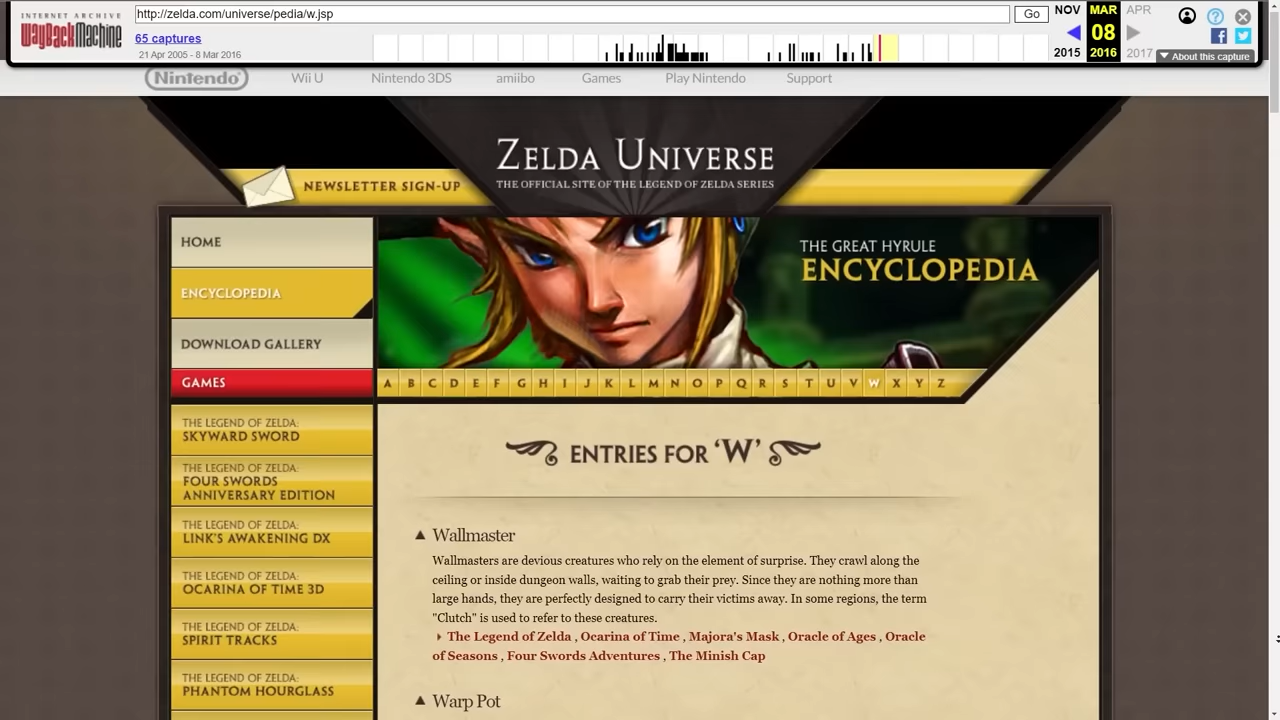 INTERNET ARCHIVE
WayBackMachine
http://zelda.com/universe/pedia/w.jsp
Go
NOV
MAR
APR
65 captures
08
21 Apr 2005 - 8 Mar 2016
2015
2016
2017
f
About this capture
?
Nintendo
Wii U
Nintendo 3DS
amiibo
Games
Play Nintendo
Support
ZELDA UNIVERSE
THE OFFICIAL SITE OF THE LEGEND OF ZELDA SERIES
NEWSLETTER SIGN-UP
HOME
ENCYCLOPEDIA
DOWNLOAD GALLERY
GAMES
THE LEGEND OF ZELDA:
SKYWARD SWORD
THE LEGEND OF ZELDA:
FOUR SWORDS
ANNIVERSARY EDITION
THE LEGEND OF ZELDA:
LINK'S AWAKENING DX
THE LEGEND OF ZELDA:
OCARINA OF TIME 3D
THE LEGEND OF ZELDA:
SPIRIT TRACKS
THE LEGEND OF ZELDA:
PHANTOM HOURGLASS
THE GREAT HYRULE
ENCYCLOPEDIA
A B C D E F G H I J K L M N O P Q R S T U V W X Y Z
ENTRIES FOR 'W'
Wallmaster
Wallmasters are devious creatures who rely on the element of surprise. They crawl along the
ceiling or inside dungeon walls, waiting to grab their prey. Since they are nothing more than
large hands, they are perfectly designed to carry their victims away. In some regions, the term
"Clutch" is used to refer to these creatures.
The Legend of Zelda , Ocarina of Time , Majora's Mask , Oracle of Ages , Oracle
of Seasons , Four Swords Adventures , The Minish Cap
Warp Pot